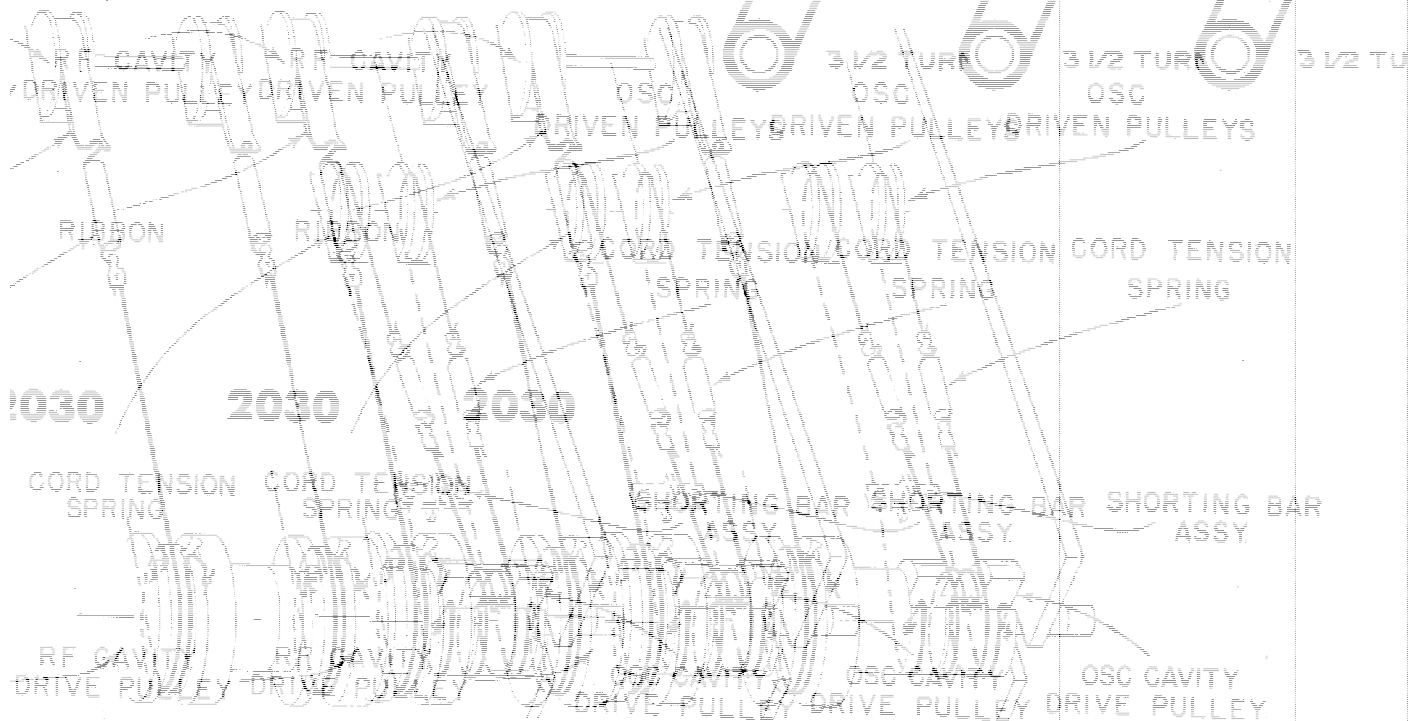 RF CAVITY RF CAVITY 3 1/2 TURN 3 1/2 TURN 3 1/2 TU
Y DRIVEN PULLEY DRIVEN PULLEY OSC OSC OSC
DRIVEN PULLEYS DRIVEN PULLEYS DRIVEN PULLEYS
RIBBON RIBBON
CORD TENSION CORD TENSION CORD TENSION
SPRING SPRING SPRING
2030 2030 2030
CORD TENSION CORD TENSION
SPRING SPRING
SHORTING BAR SHORTING BAR SHORTING BAR
ASSY ASSY ASSY
RF CAVITY RF CAVITY OSC CAVITY OSC CAVITY OSC CAVITY
DRIVE PULLEY DRIVE PULLEY DRIVE PULLEY DRIVE PULLEY DRIVE PULLEY